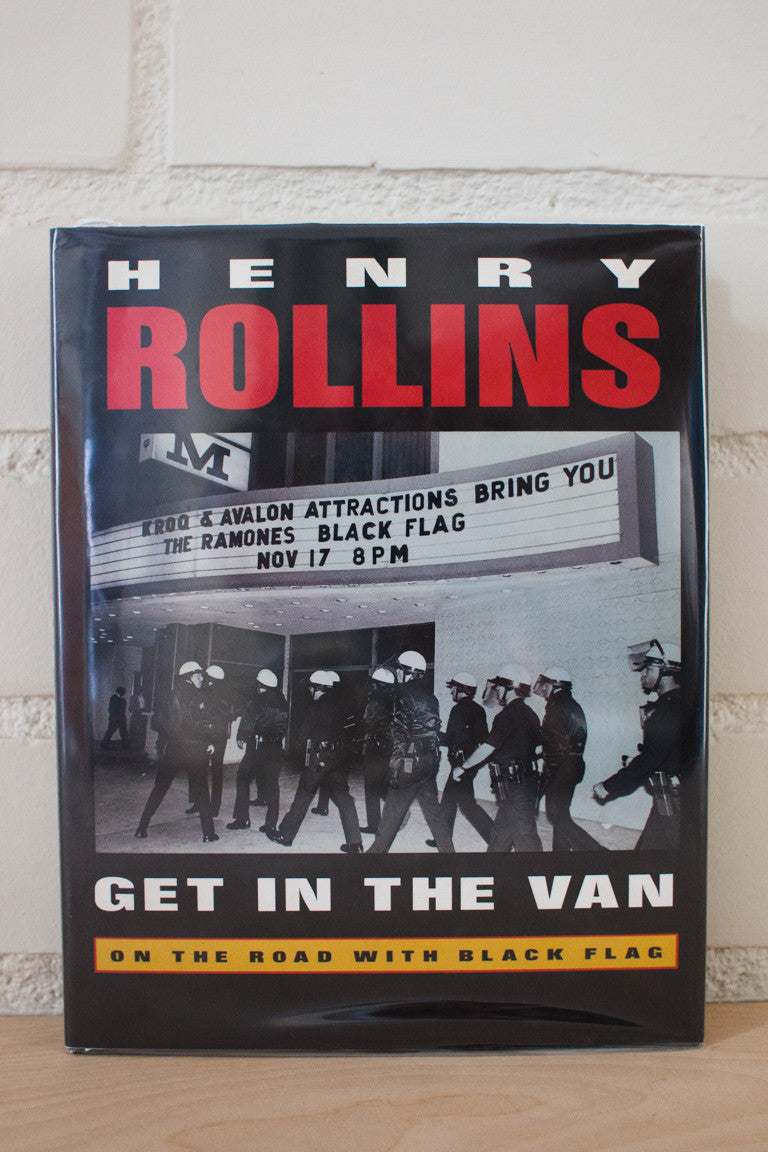 HENRY
ROLLINS
M
KROQ & AVALON ATTRACTIONS BRING YOU
THE RAMONES BLACK FLAG
NOV 17 8PM
GET IN THE VAN
ON THE ROAD WITH BLACK FLAG